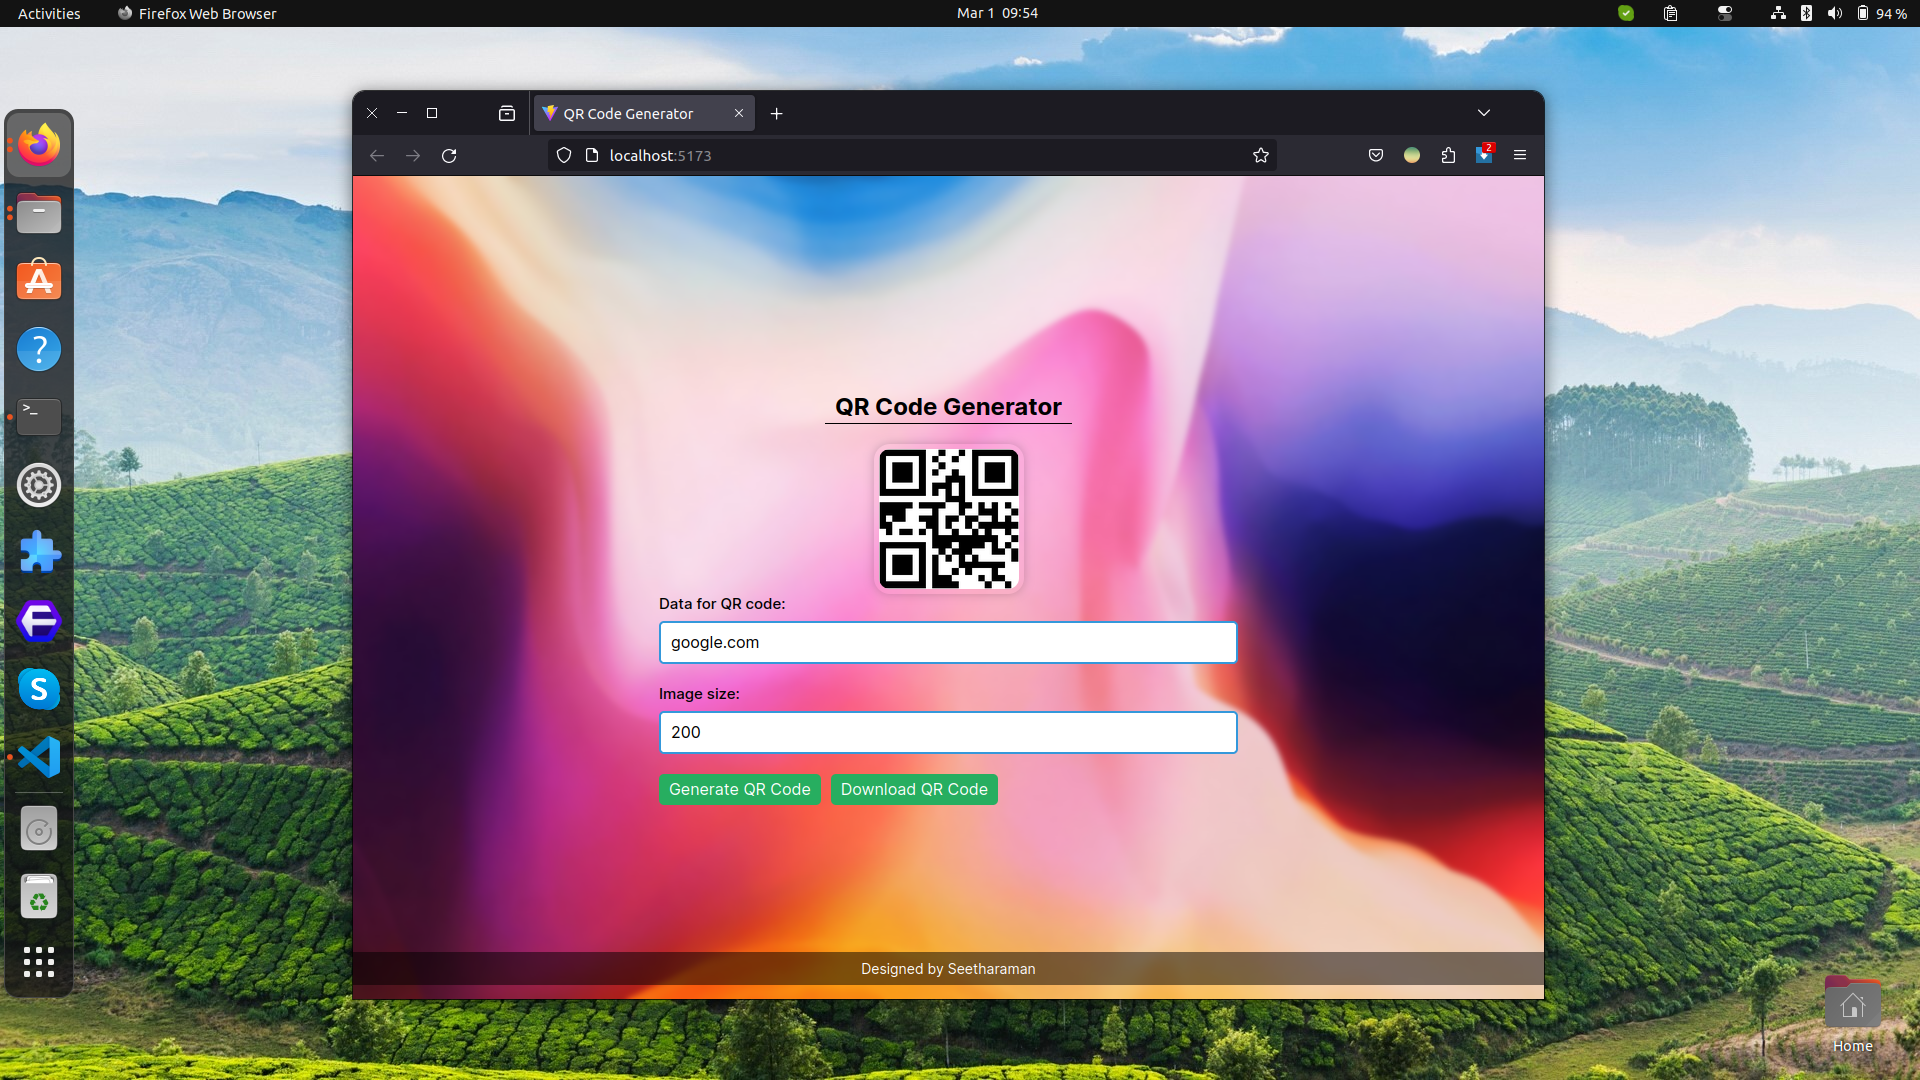 Activities
Firefox Web Browser
Mar 1 09:54
94 %
QR Code Generator
localhost:5173
2
QR Code Generator
Data for QR code:
google.com
Image size:
200
Generate QR Code
Download QR Code
Designed by Seetharaman
Home